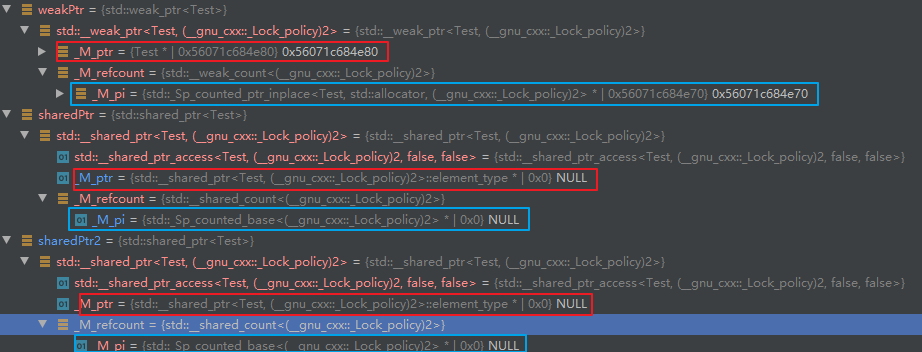 weakPtr = {std::weak_ptr<Test>}
std::__weak_ptr<Test, (__gnu_cxx::_Lock_policy)2> = {std::__weak_ptr<Test, (__gnu_cxx::_Lock_policy)2>}
_M_ptr = {Test * | 0x56071c684e80} 0x56071c684e80
_M_refcount = {std::__weak_count<(__gnu_cxx::_Lock_policy)2>}
_M_pi = {std::_Sp_counted_ptr_inplace<Test, std::allocator, (__gnu_cxx::_Lock_policy)2> * | 0x56071c684e70} 0x56071c684e70
sharedPtr = {std::shared_ptr<Test>}
std::__shared_ptr<Test, (__gnu_cxx::_Lock_policy)2> = {std::__shared_ptr<Test, (__gnu_cxx::_Lock_policy)2>}
01 std::__shared_ptr_access<Test, (__gnu_cxx::_Lock_policy)2, false, false> = {std::__shared_ptr_access<Test, (__gnu_cxx::_Lock_policy)2, false, false>}
01 _M_ptr = {std::__shared_ptr<Test, (__gnu_cxx::_Lock_policy)2>::element_type * | 0x0} NULL
_M_refcount = {std::__shared_count<(__gnu_cxx::_Lock_policy)2>}
01 _M_pi = {std::_Sp_counted_base<(__gnu_cxx::_Lock_policy)2> * | 0x0} NULL
sharedPtr2 = {std::shared_ptr<Test>}
std::__shared_ptr<Test, (__gnu_cxx::_Lock_policy)2> = {std::__shared_ptr<Test, (__gnu_cxx::_Lock_policy)2>}
01 std::__shared_ptr_access<Test, (__gnu_cxx::_Lock_policy)2, false, false> = {std::__shared_ptr_access<Test, (__gnu_cxx::_Lock_policy)2, false, false>}
01 _M_ptr = {std::__shared_ptr<Test, (__gnu_cxx::_Lock_policy)2>::element_type * | 0x0} NULL
_M_refcount = {std::__shared_count<(__gnu_cxx::_Lock_policy)2>}
01 _M_pi = {std::_Sp_counted_base<(__gnu_cxx::_Lock_policy)2> * | 0x0} NULL